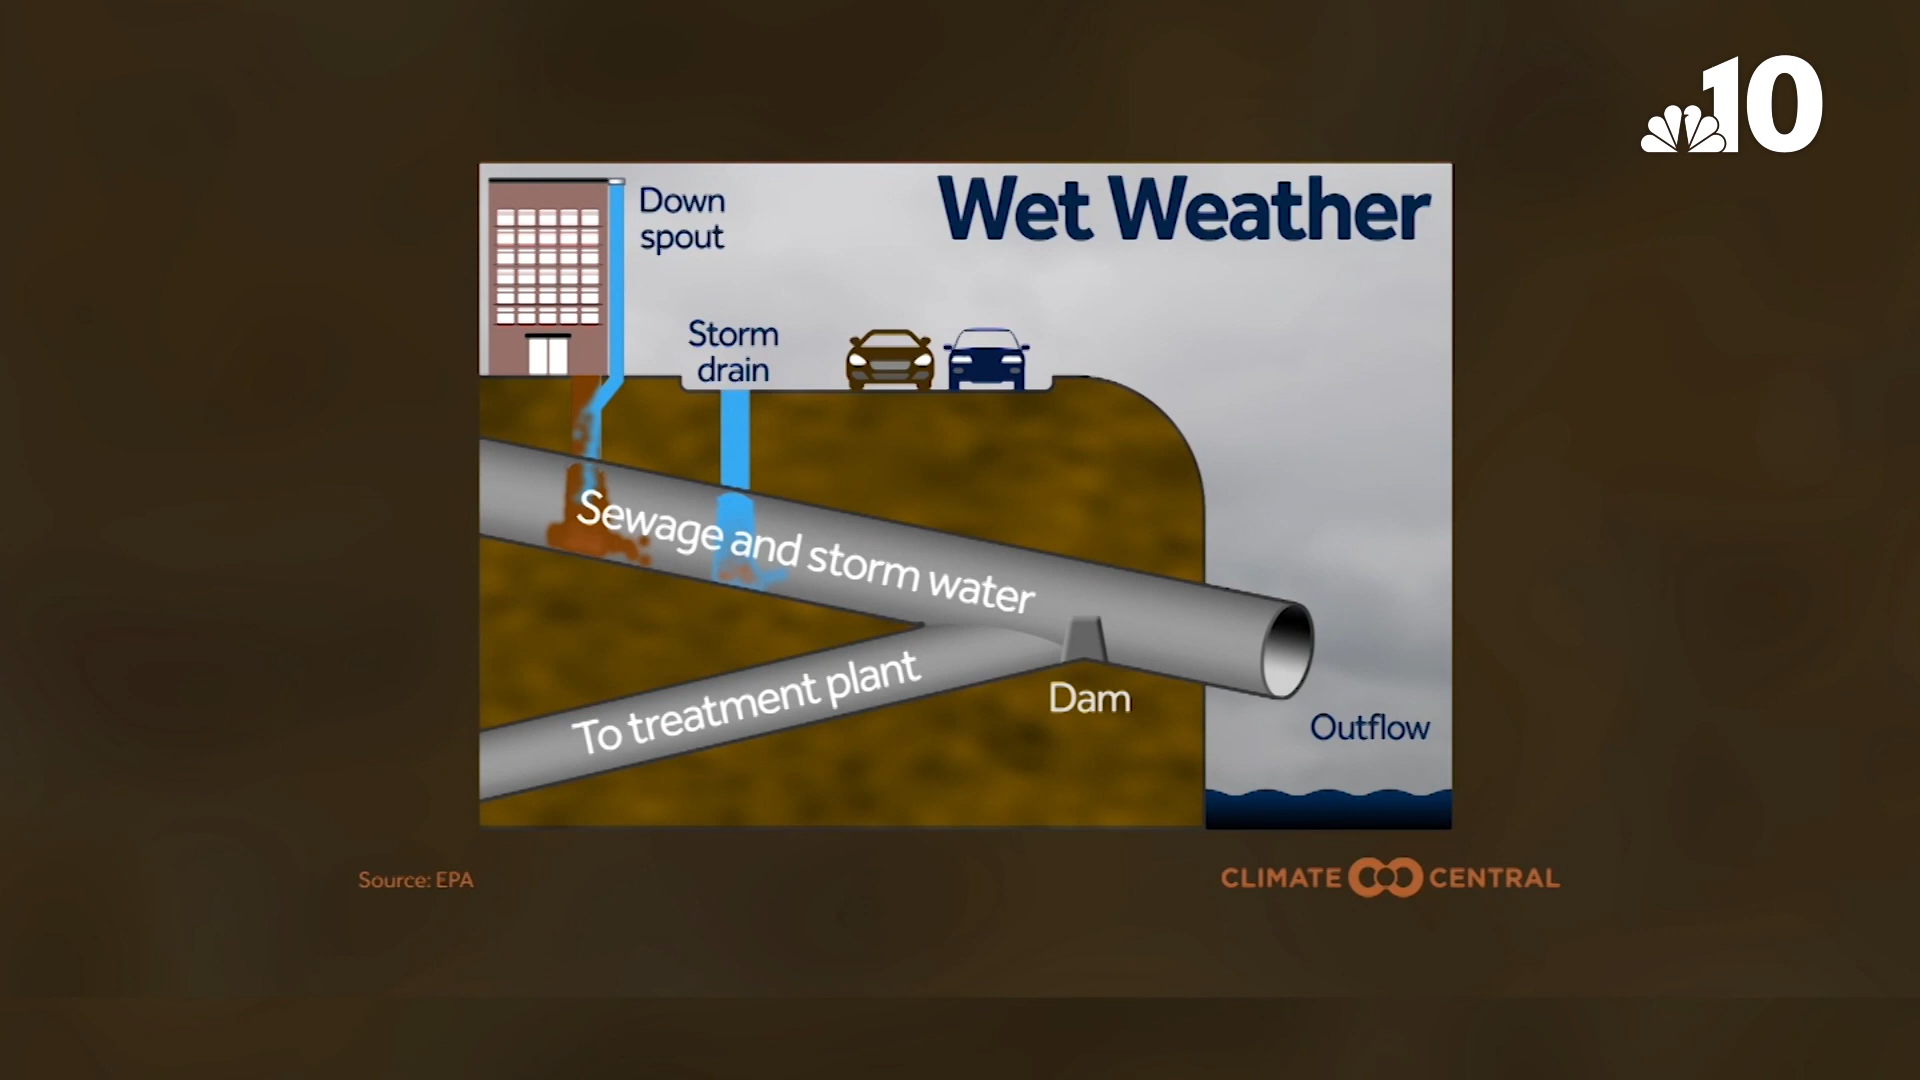 10
Wet Weather
Down
spout
Storm
drain
Sewage and storm water
To treatment plant
Dam
Outflow
Source: EPA
CLIMATE CENTRAL